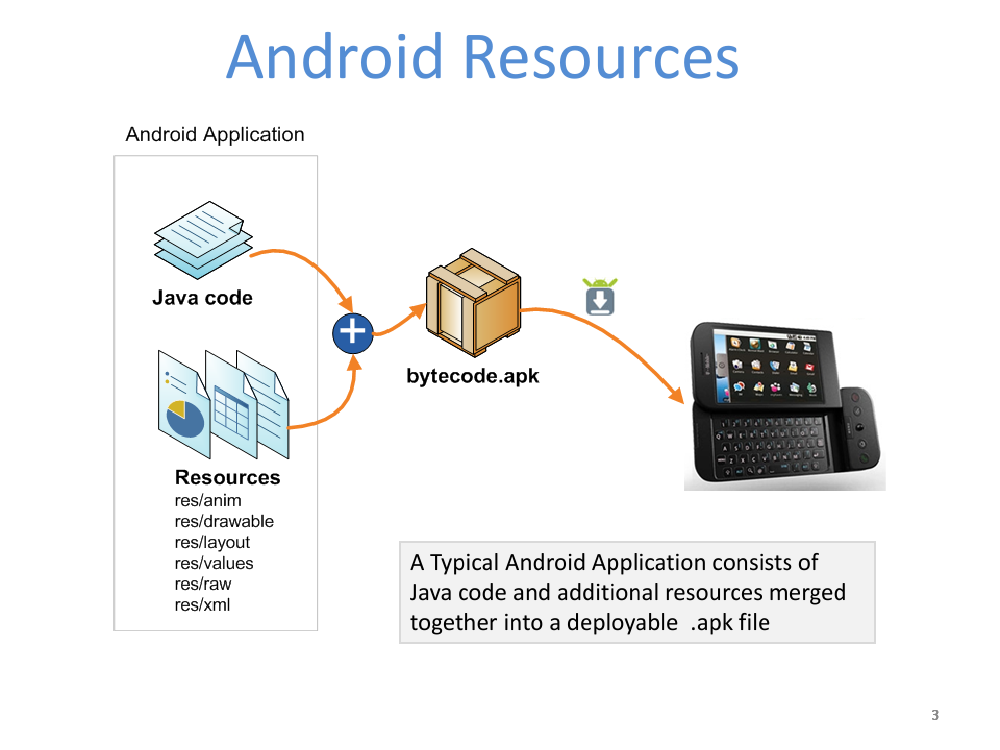 Android Resources
Android Application
Java code
bytecode.apk
Resources
res/anim
res/drawable
res/layout
res/values
res/raw
res/xml
A Typical Android Application consists of
Java code and additional resources merged
together into a deployable  .apk file
3